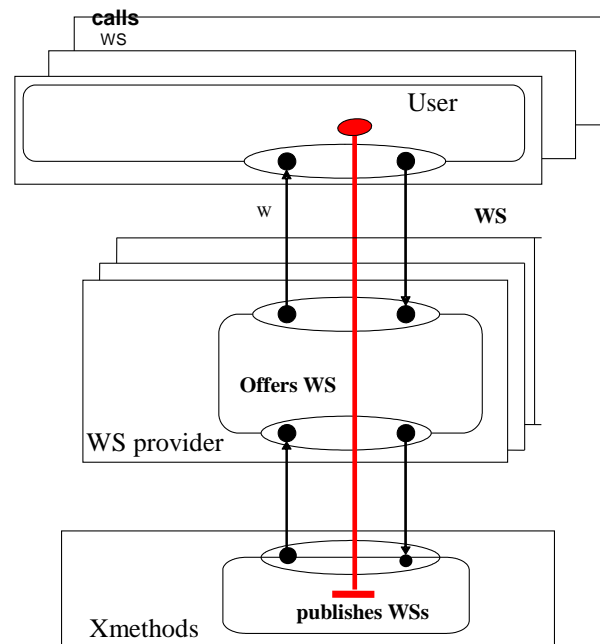 calls
WS
User
W
WS
Offers WS
WS provider
publishes WSs
Xmethods